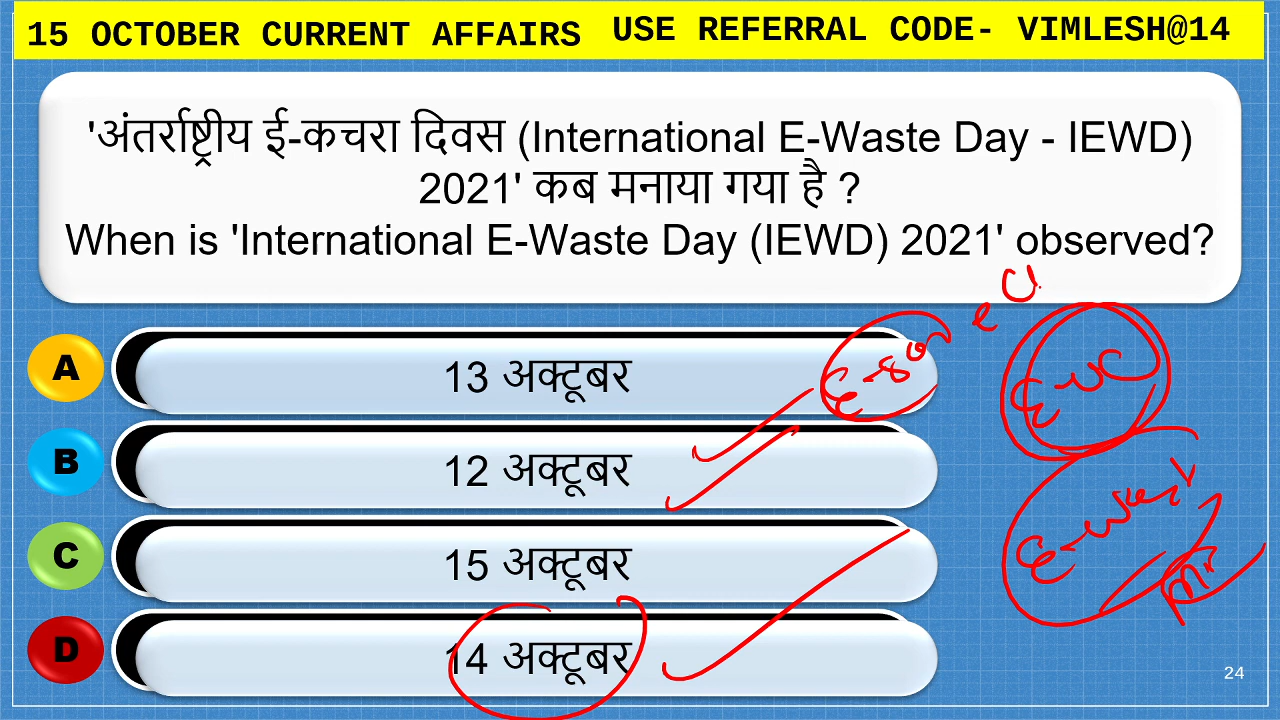 15 OCTOBER CURRENT AFFAIRS USE REFERRAL CODE- VIMLESH@14
'अंतर्राष्ट्रीय ई-कचरा दिवस (International E-Waste Day - IEWD)
2021' कब मनाया गया है ?
When is 'International E-Waste Day (IEWD) 2021' observed?
A 13 अक्टूबर
B 12 अक्टूबर
C 15 अक्टूबर
D 14 अक्टूबर
24